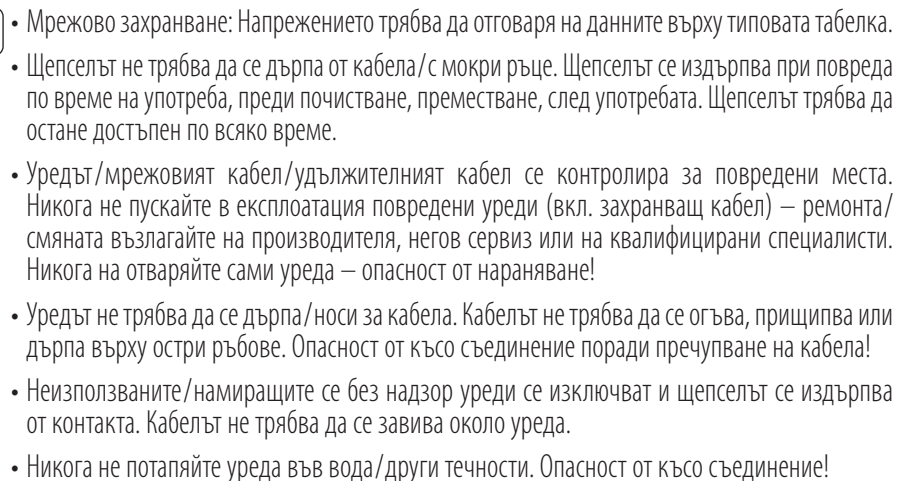 • Мрежово захранване: Напрежението трябва да отговаря на данните върху типовата табелка.
• Щепселът не трябва да се дърпа от кабела/с мокри ръце. Щепселът се издърпва при повреда
по време на употреба, преди почистване, преместване, след употребата. Щепселът трябва да
остане достъпен по всяко време.
• Уредът/мрежовият кабел/удължителният кабел се контролира за повредени места.
Никога не пускайте в експлоатация повредени уреди (вкл. захранващ кабел) – ремонта/
смяната възлагайте на производителя, негов сервиз или на квалифицирани специалисти.
Никога на отваряйте сами уреда – опасност от нараняване!
• Уредът не трябва да се дърпа/носи за кабела. Кабелът не трябва да се огъва, прищипва или
дърпа върху остри ръбове. Опасност от късо съединение поради пречупване на кабела!
• Неизползваните/намиращите се без надзор уреди се изключват и щепселът се издърпва
от контакта. Кабелът не трябва да се завива около уреда.
• Никога не потапяйте уреда във вода/други течности. Опасност от късо съединение!